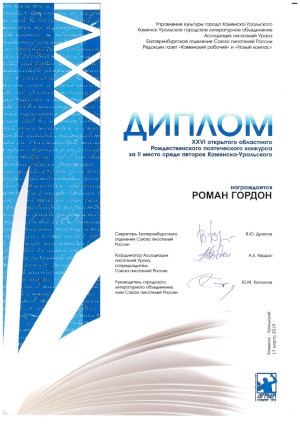 Управление культуры города Каменска-Уральского
Каменск-Уральское городское литературное объединение
Ассоциация писателей Урала
Екатеринбургское отделение Союза писателей России
Редакции газет «Каменский рабочий» и «Новый компас»
XXVI
ДИПЛОМ
XXVI открытого областного
Рождественского поэтического конкурса
за II место среди авторов Каменска-Уральского
награждается
РОМАН ГОРДОН
Секретарь Екатеринбургского
отделения Союза писателей
России
Координатор Ассоциации
писателей Урала,
сопредседатель
Союза писателей России
А.Б. Кердан
Руководитель городского
литературного объединения,
член Союза писателей России
Каменск - Уральский
17 марта 2019